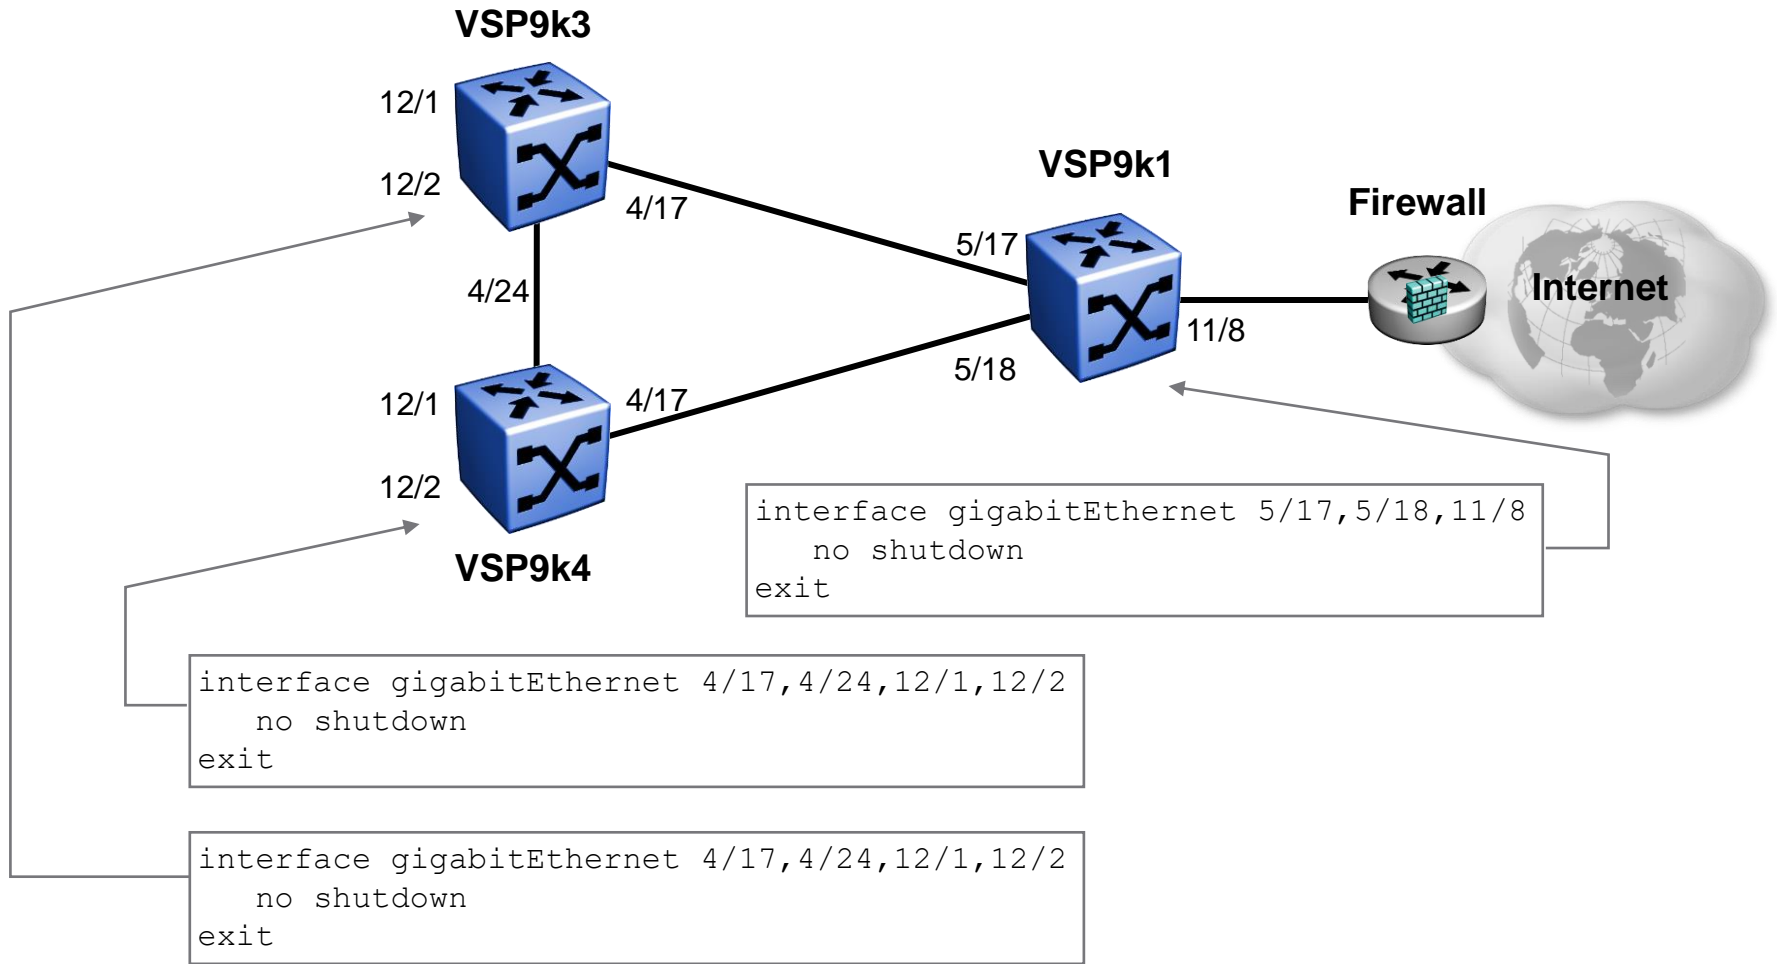 VSP9k3
12/1
12/2
4/17
VSP9k1
Firewall
5/17
4/24
Internet
11/8
5/18
12/1
4/17
12/2
VSP9k4
interface gigabitEthernet 5/17,5/18,11/8
   no shutdown
exit
interface gigabitEthernet 4/17,4/24,12/1,12/2
   no shutdown
exit
interface gigabitEthernet 4/17,4/24,12/1,12/2
   no shutdown
exit